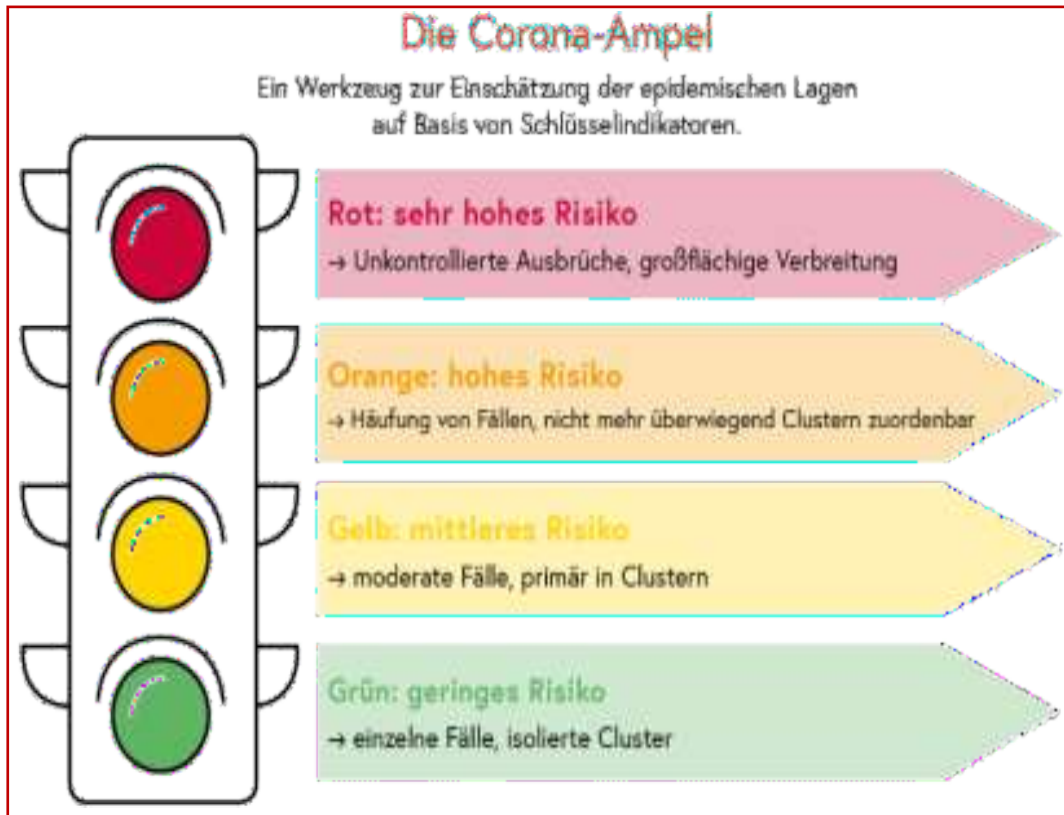 Die Corona-Ampel
Ein Werkzeug zur Einschätzung der epidemischen Lagen
auf Basis von Schlüsselindikatoren.
Rot: sehr hohes Risiko
→ Unkontrollierte Ausbrüche, großflächige Verbreitung
Orange: hohes Risiko
→ Häufung von Fällen, nicht mehr überwiegend Clustern zuordenbar
Gelb: mittleres Risiko
→ moderate Fälle, primär in Clustern
Grün: geringes Risiko
→ einzelne Fälle, isolierte Cluster